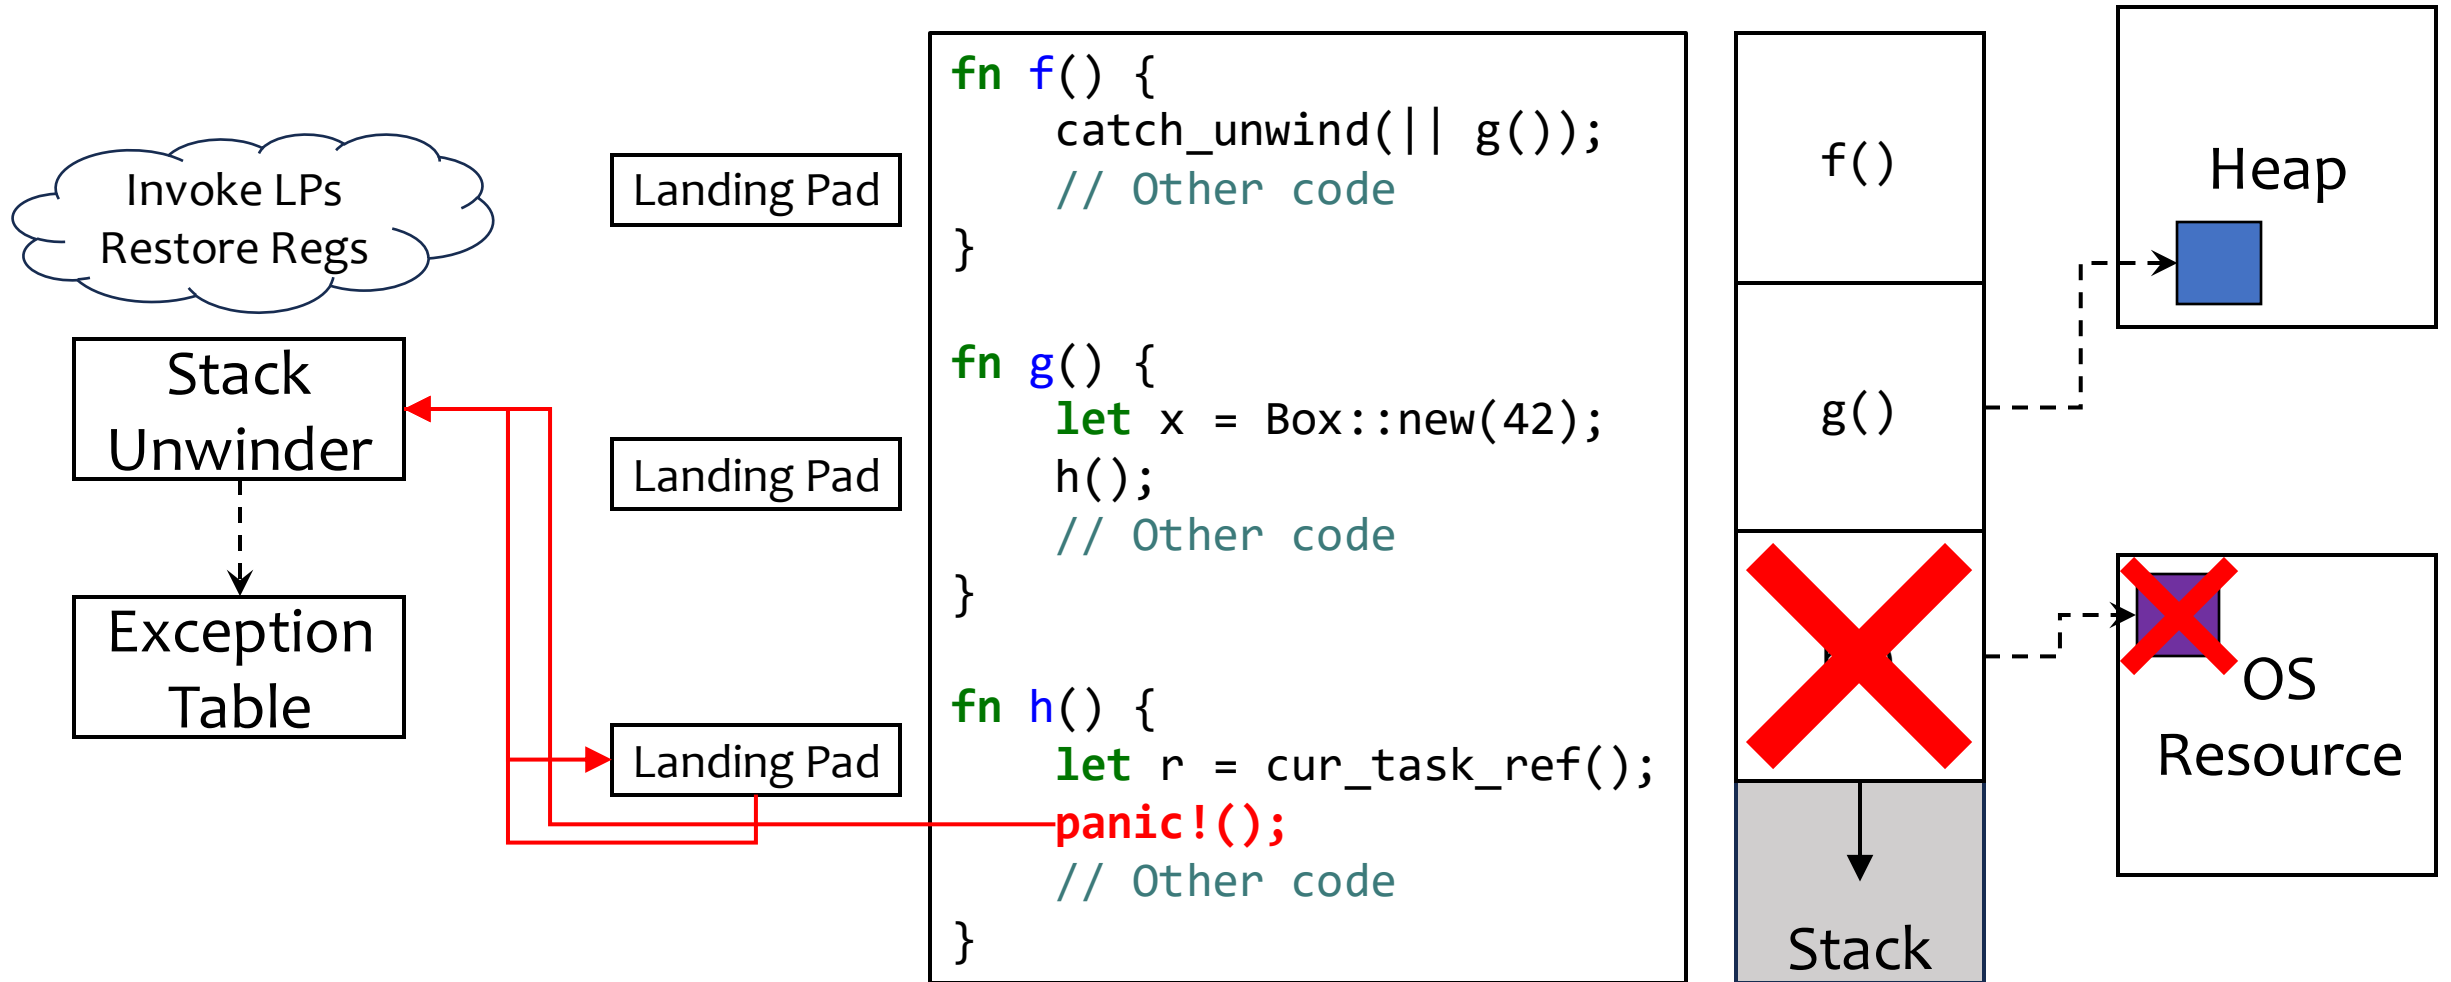 Invoke LPs
Restore Regs
Stack
Unwinder
Exception
Table
Landing Pad
Landing Pad
Landing Pad
fn f() {
    catch_unwind(|| g());
    // Other code
}
fn g() {
    let x = Box::new(42);
    h();
    // Other code
}
fn h() {
    let r = cur_task_ref();
    panic!();
    // Other code
}
f()
g()
Stack
Heap
OS
Resource